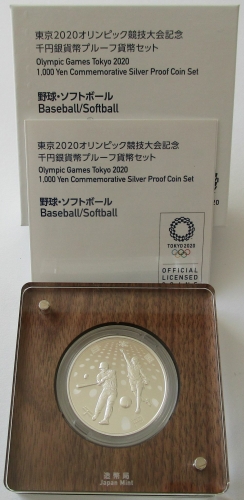 東京2020オリンピック競技大会記念
千円銀貨幣プルーフ貨幣セット
Olympic Games Tokyo 2020
1,000 Yen Commemorative Silver Proof Coin Set
野球・ソフトボール
Baseball/Softball
東京2020オリンピック競技大会記念
千円銀貨幣プルーフ貨幣セット
Olympic Games Tokyo 2020
1,000 Yen Commemorative Silver Proof Coin Set
野球・ソフトボール
Baseball/Softball
TOKYO 2020
OFFICIAL
LICENSED
造幣局
Japan Mint